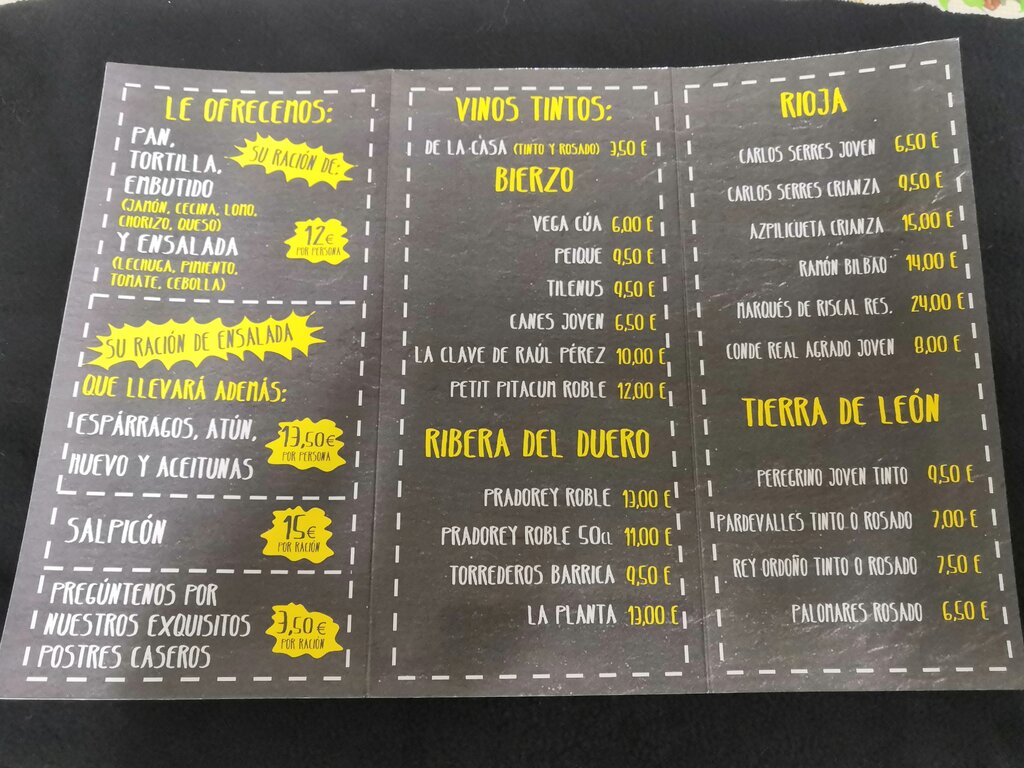 LE OFRECEMOS:
PAN,
TORTILLA,
EMBUTIDO
(JAMÓN, CECINA, LOMO,
CHORIZO, QUESO)
Y ENSALADA
(LECHUGA, PIMIENTO,
TOMATE, CEBOLLA)
SU RACIÓN DE:
12€
POR PERSONA
SU RACIÓN DE ENSALADA
QUE LLEVARÁ ADEMÁS:
ESPÁRRAGOS, ATÚN,
HUEVO Y ACEITUNAS
13,50€
POR PERSONA
SALPICÓN
15€
POR RACIÓN
PREGÚNTENOS POR
NUESTROS EXQUISITOS
POSTRES CASEROS
3,50€
POR RACIÓN
VINOS TINTOS:
DE LA CÀSA (TINTO Y ROSADO) 3,50 €
BIERZO
VEGA CÚA 6,00 €
PEIQUE 9,50 €
TILENUS 9,50 €
CANES JOVEN 6,50 €
LA CLAVE DE RAÚL PÉREZ 10,00 €
PETIT PITACUM ROBLE 12,00 €
RIBERA DEL DUERO
PRADOREY ROBLE 13,00 €
PRADOREY ROBLE 50CL 11,00 €
TORREDEROS BARRICA 9,50 €
LA PLANTA 13,00 €
RIOJA
CARLOS SERRES JOVEN 6,50 €
CARLOS SERRES CRIANZA 9,50 €
AZPILICUETA CRIANZA 15,00 €
RAMÓN BILBAO 14,00 €
MARQUÉS DE RISCAL RES. 24,00 €
CONDE REAL AGRADO JOVEN 8,00 €
TIERRA DE LEÓN
PEREGRINO JOVEN TINTO 9,50 €
PARDEVALLES TINTO O ROSADO 7,00 €
REY ORDOÑO TINTO O ROSADO 7,50 €
PALOMARES ROSADO 6,50 €